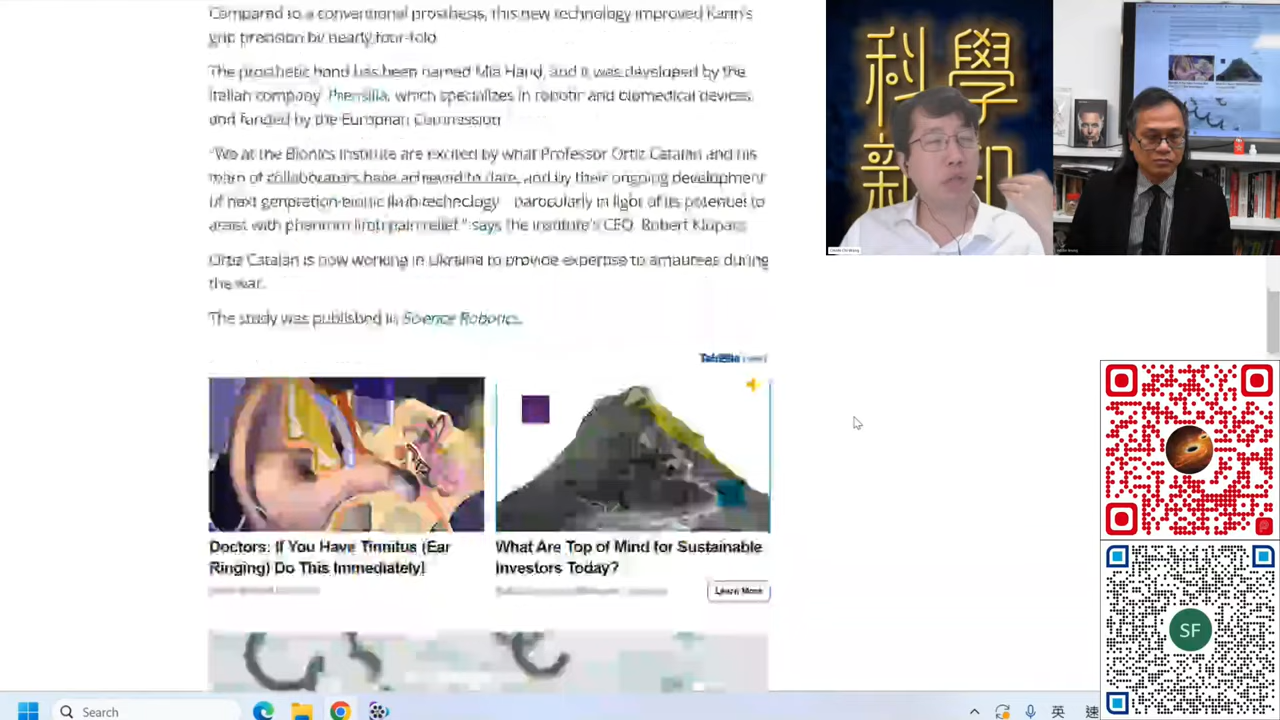 Compared to a conventional prosthesis, this new technology improved Karin's
grip precision by nearly four-fold.
The prosthetic hand has been named Mia Hand, and it was developed by the
Italian company Prensilia, which specializes in robotic and biomedical devices,
and funded by the European Commission.
"We at the Bionics Institute are excited by what Professor Ortiz Catalan and his
team of collaborators have achieved to date, and by their ongoing development
of next generation bionic limb technology - particularly in light of its potential to
assist with phantom limb pain relief," says the institute's CEO, Robert Klupacs.
Ortiz Catalan is now working in Ukraine to provide expertise to amputees during
the war.
The study was published in Science Robotics.
Doctors: If You Have Tinnitus (Ear
Ringing) Do This Immediately!
What Are Top of Mind for Sustainable
Investors Today?
Learn More
科學
新知
SF
Search
英
速